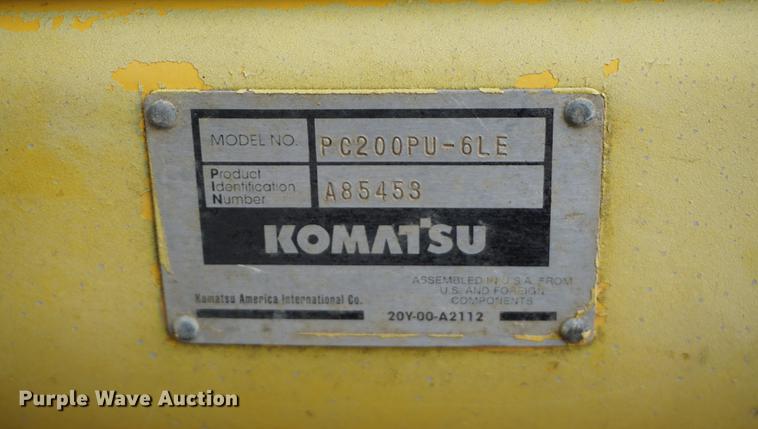 MODEL NO. PC200PU-6LE
Product
Identification
Number
A85453
KOMATSU
ASSEMBLED IN U.S.A. FROM
U.S. AND FOREIGN
COMPONENTS
Komatsu America International Co.
20Y-00-A2112
Purple Wave Auction